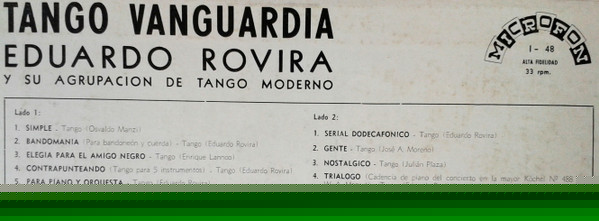 TANGO VANGUARDIA
EDUARDO ROVIRA
Y SU AGRUPACION DE TANGO MODERNO
MICROFON
I - 48
ALTA FIDELIDAD
33 rpm.
Lado 1:
1. SIMPLE - Tango (Osvaldo Manzi)
2. BANDOMANIA (Para bandoneón y cuerda) - Tango (Eduardo Rovira)
3. ELEGIA PARA EL AMIGO NEGRO - Tango (Enrique Lannoo)
4. CONTRAPUNTEANDO (Tango para 5 instrumentos) - Tango (Eduardo Rovira)
5. PARA PIANO Y ORQUESTA - Tango (Eduardo Rovira)
Lado 2:
1. SERIAL DODECAFONICO - Tango (Eduardo Rovira)
2. GENTE - Tango (José A. Moreno)
3. NOSTALGICO - Tango (Julián Plaza)
4. TRIALOGO (Cadencia de piano del concierto en la mayor Küchel Nº 488